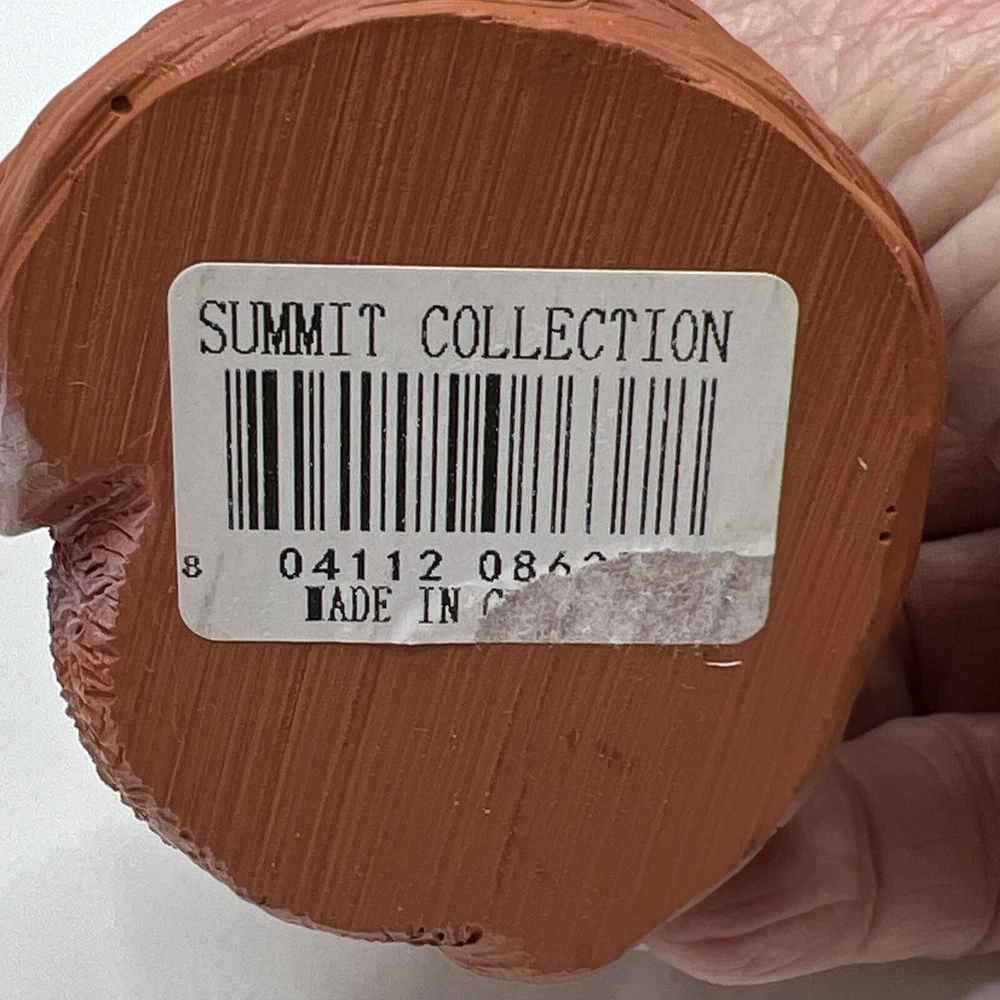 SUMMIT COLLECTION
8 04112 086
MADE IN